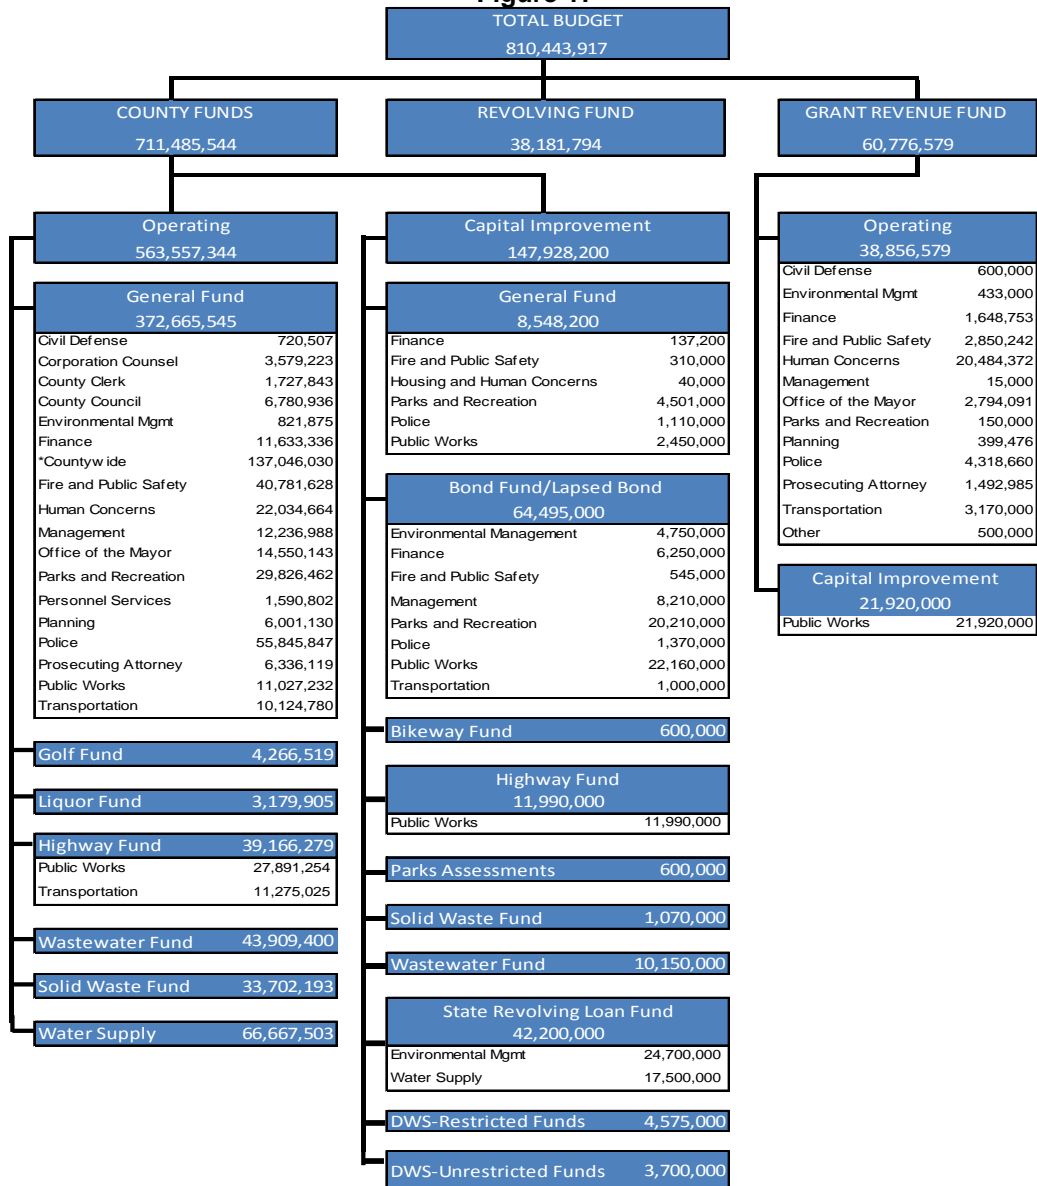 TOTAL BUDGET
810,443,917
COUNTY FUNDS
711,485,544
REVOLVING FUND
38,181,794
GRANT REVENUE FUND
60,776,579
Operating
563,557,344
General Fund
372,665,545
Civil Defense 720,507
Corporation Counsel 3,579,223
County Clerk 1,727,843
County Council 6,780,936
Environmental Mgmt 821,875
Finance 11,633,336
*Countywide 137,046,030
Fire and Public Safety 40,781,628
Human Concerns 22,034,664
Management 12,236,988
Office of the Mayor 14,550,143
Parks and Recreation 29,826,462
Personnel Services 1,590,802
Planning 6,001,130
Police 55,845,847
Prosecuting Attorney 6,336,119
Public Works 11,027,232
Transportation 10,124,780
Golf Fund 4,266,519
Liquor Fund 3,179,905
Highway Fund 39,166,279
Public Works 27,891,254
Transportation 11,275,025
Wastewater Fund 43,909,400
Solid Waste Fund 33,702,193
Water Supply 66,667,503
Capital Improvement
147,928,200
General Fund
8,548,200
Finance 137,200
Fire and Public Safety 310,000
Housing and Human Concerns 40,000
Parks and Recreation 4,501,000
Police 1,110,000
Public Works 2,450,000
Bond Fund/Lapsed Bond
64,495,000
Environmental Management 4,750,000
Finance 6,250,000
Fire and Public Safety 545,000
Management 8,210,000
Parks and Recreation 20,210,000
Police 1,370,000
Public Works 22,160,000
Transportation 1,000,000
Bikeway Fund 600,000
Highway Fund
11,990,000
Public Works 11,990,000
Parks Assessments 600,000
Solid Waste Fund 1,070,000
Wastewater Fund 10,150,000
State Revolving Loan Fund
42,200,000
Environmental Mgmt 24,700,000
Water Supply 17,500,000
DWS-Restricted Funds 4,575,000
DWS-Unrestricted Funds 3,700,000
Operating
38,856,579
Civil Defense 600,000
Environmental Mgmt 433,000
Finance 1,648,753
Fire and Public Safety 2,850,242
Human Concerns 20,484,372
Management 15,000
Office of the Mayor 2,794,091
Parks and Recreation 150,000
Planning 399,476
Police 4,318,660
Prosecuting Attorney 1,492,985
Transportation 3,170,000
Other 500,000
Capital Improvement
21,920,000
Public Works 21,920,000